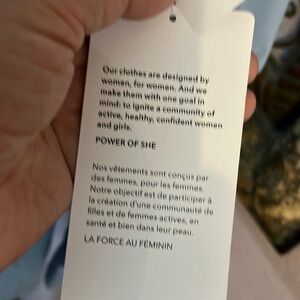 Our clothes are designed by
women, for women. And we
make them with one goal in
mind: to ignite a community of
active, healthy, confident women
and girls.
POWER OF SHE
Nos vêtements sont conçus par
des femmes, pour les femmes.
Notre objectif est de participer à
la création d'une communauté de
filles et de femmes actives, en
santé et bien dans leur peau.
LA FORCE AU FÉMININ